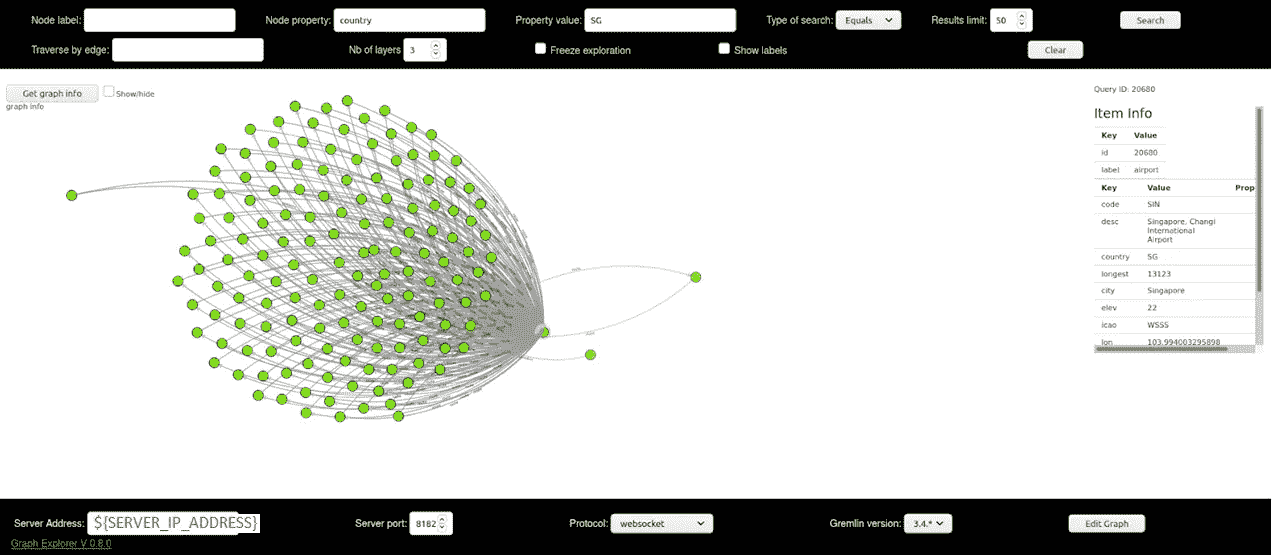 Node label: Node property: country Property value: SG Type of search: Equals Results limit: 50 Search
Traverse by edge: Nb of layers 3 Freeze exploration Show labels Clear
Get graph info Show/hide
graph info
Query ID: 20680
Item Info
Key Value
id 20680
label airport
Key Value Prop
code SIN
desc Singapore, Changi
International
Airport
country SG
longest 13123
city Singapore
elev 22
icao WSSS
lon 103.994003295898
Server Address: ${SERVER_IP_ADDRESS} Server port: 8182 Protocol: websocket Gremlin version: 3.4.* Edit Graph
Graph Explorer V 0.8.0